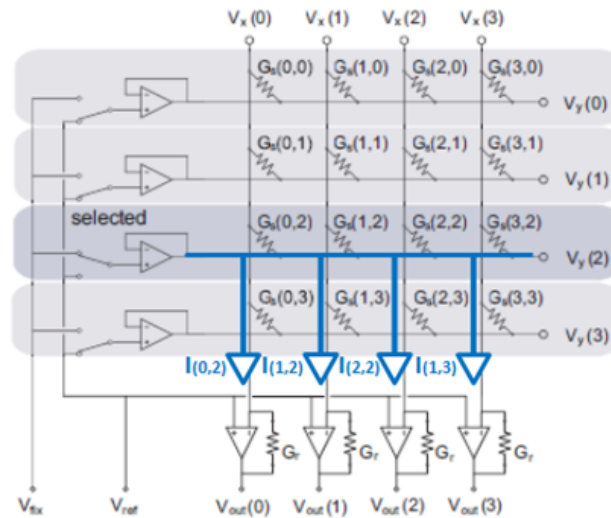 Vx(0) Vx(1) Vx(2) Vx(3)
Gs(0,0) Gs(1,0) Gs(2,0) Gs(3,0)
Vy(0)
Gs(0,1) Gs(1,1) Gs(2,1) Gs(3,1)
Vy(1)
selected
Gs(0,2) Gs(1,2) Gs(2,2) Gs(3,2)
Vy(2)
Gs(0,3) Gs(1,3) Gs(2,3) Gs(3,3)
Vy(3)
I(0,2) I(1,2) I(2,2) I(1,3)
Gr Gr Gr Gr
Vfix Vref Vout(0) Vout(1) Vout(2) Vout(3)